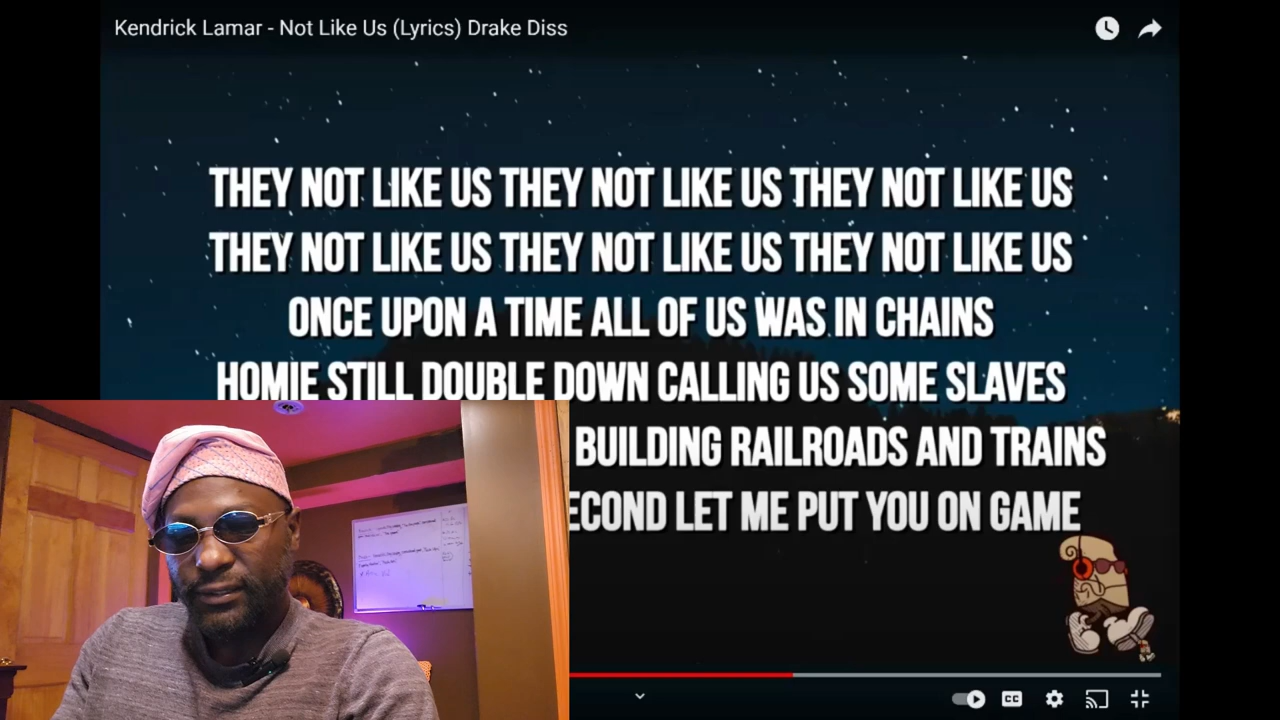 Kendrick Lamar - Not Like Us (Lyrics) Drake Diss
THEY NOT LIKE US THEY NOT LIKE US THEY NOT LIKE US
THEY NOT LIKE US THEY NOT LIKE US THEY NOT LIKE US
ONCE UPON A TIME ALL OF US WAS IN CHAINS
HOMIE STILL DOUBLE DOWN CALLING US SOME SLAVES
BUILDING RAILROADS AND TRAINS
ECOND LET ME PUT YOU ON GAME
CC